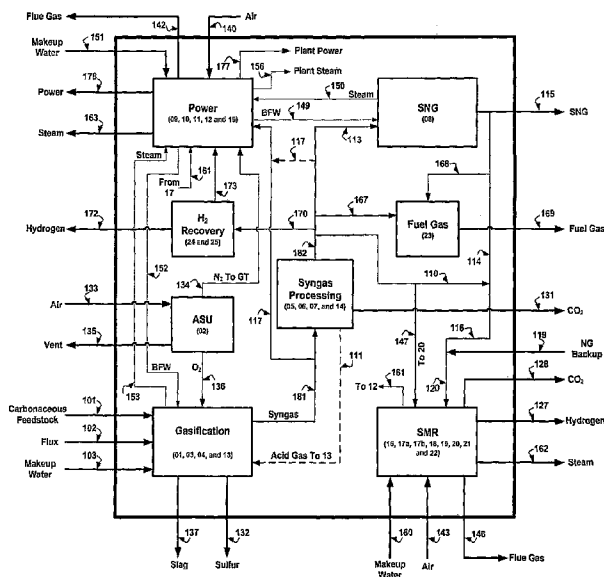 Flue Gas
142
Air
140
Makeup
Water
151
Plant Power
177
156
Plant Steam
Power
178
Power
(09, 10, 11, 12 and 15)
150
Steam
149
BFW
SNG
(08)
115
SNG
Steam
163
113
117
Steam
From
17
161
173
168
167
Hydrogen
172
H2
Recovery
(24 and 25)
170
Fuel Gas
(23)
169
Fuel Gas
182
114
152
N2 To GT
134
110
Air
133
Syngas
Processing
(05, 06, 07, and 14)
131
CO2
ASU
(02)
Vent
135
117
111
147
To 20
116
119
NG
Backup
O2
136
BFW
153
181
To 12
161
120
128
CO2
Carbonaceous
Feedstock
101
Syngas
Gasification
(01, 03, 04, and 13)
SMR
(16, 17a, 17b, 18, 19, 20, 21
and 22)
127
Hydrogen
Flux
102
Acid Gas To 13
162
Steam
Makeup
Water
103
137
Slag
132
Sulfur
160
Makeup
Water
143
Air
146
Flue Gas